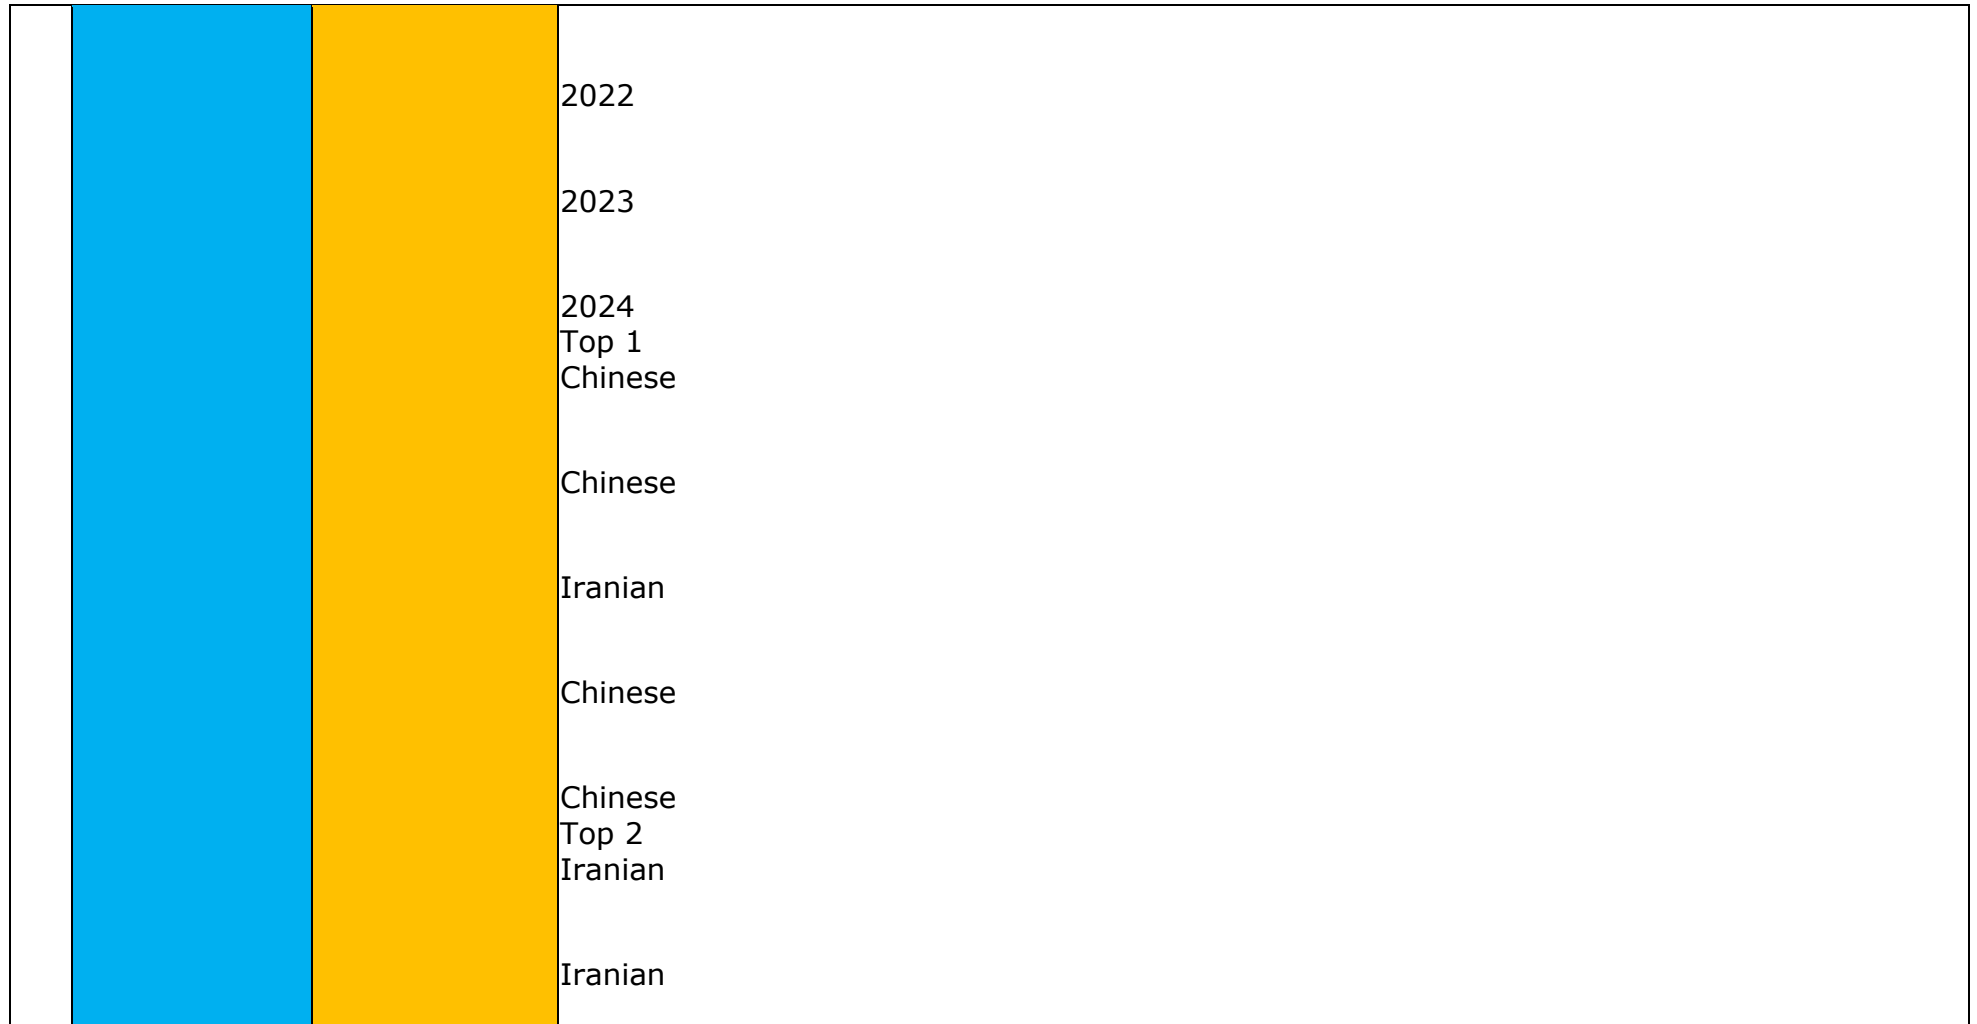 2022
2023
2024
Top 1
Chinese
Chinese
Iranian
Chinese
Chinese
Top 2
Iranian
Iranian